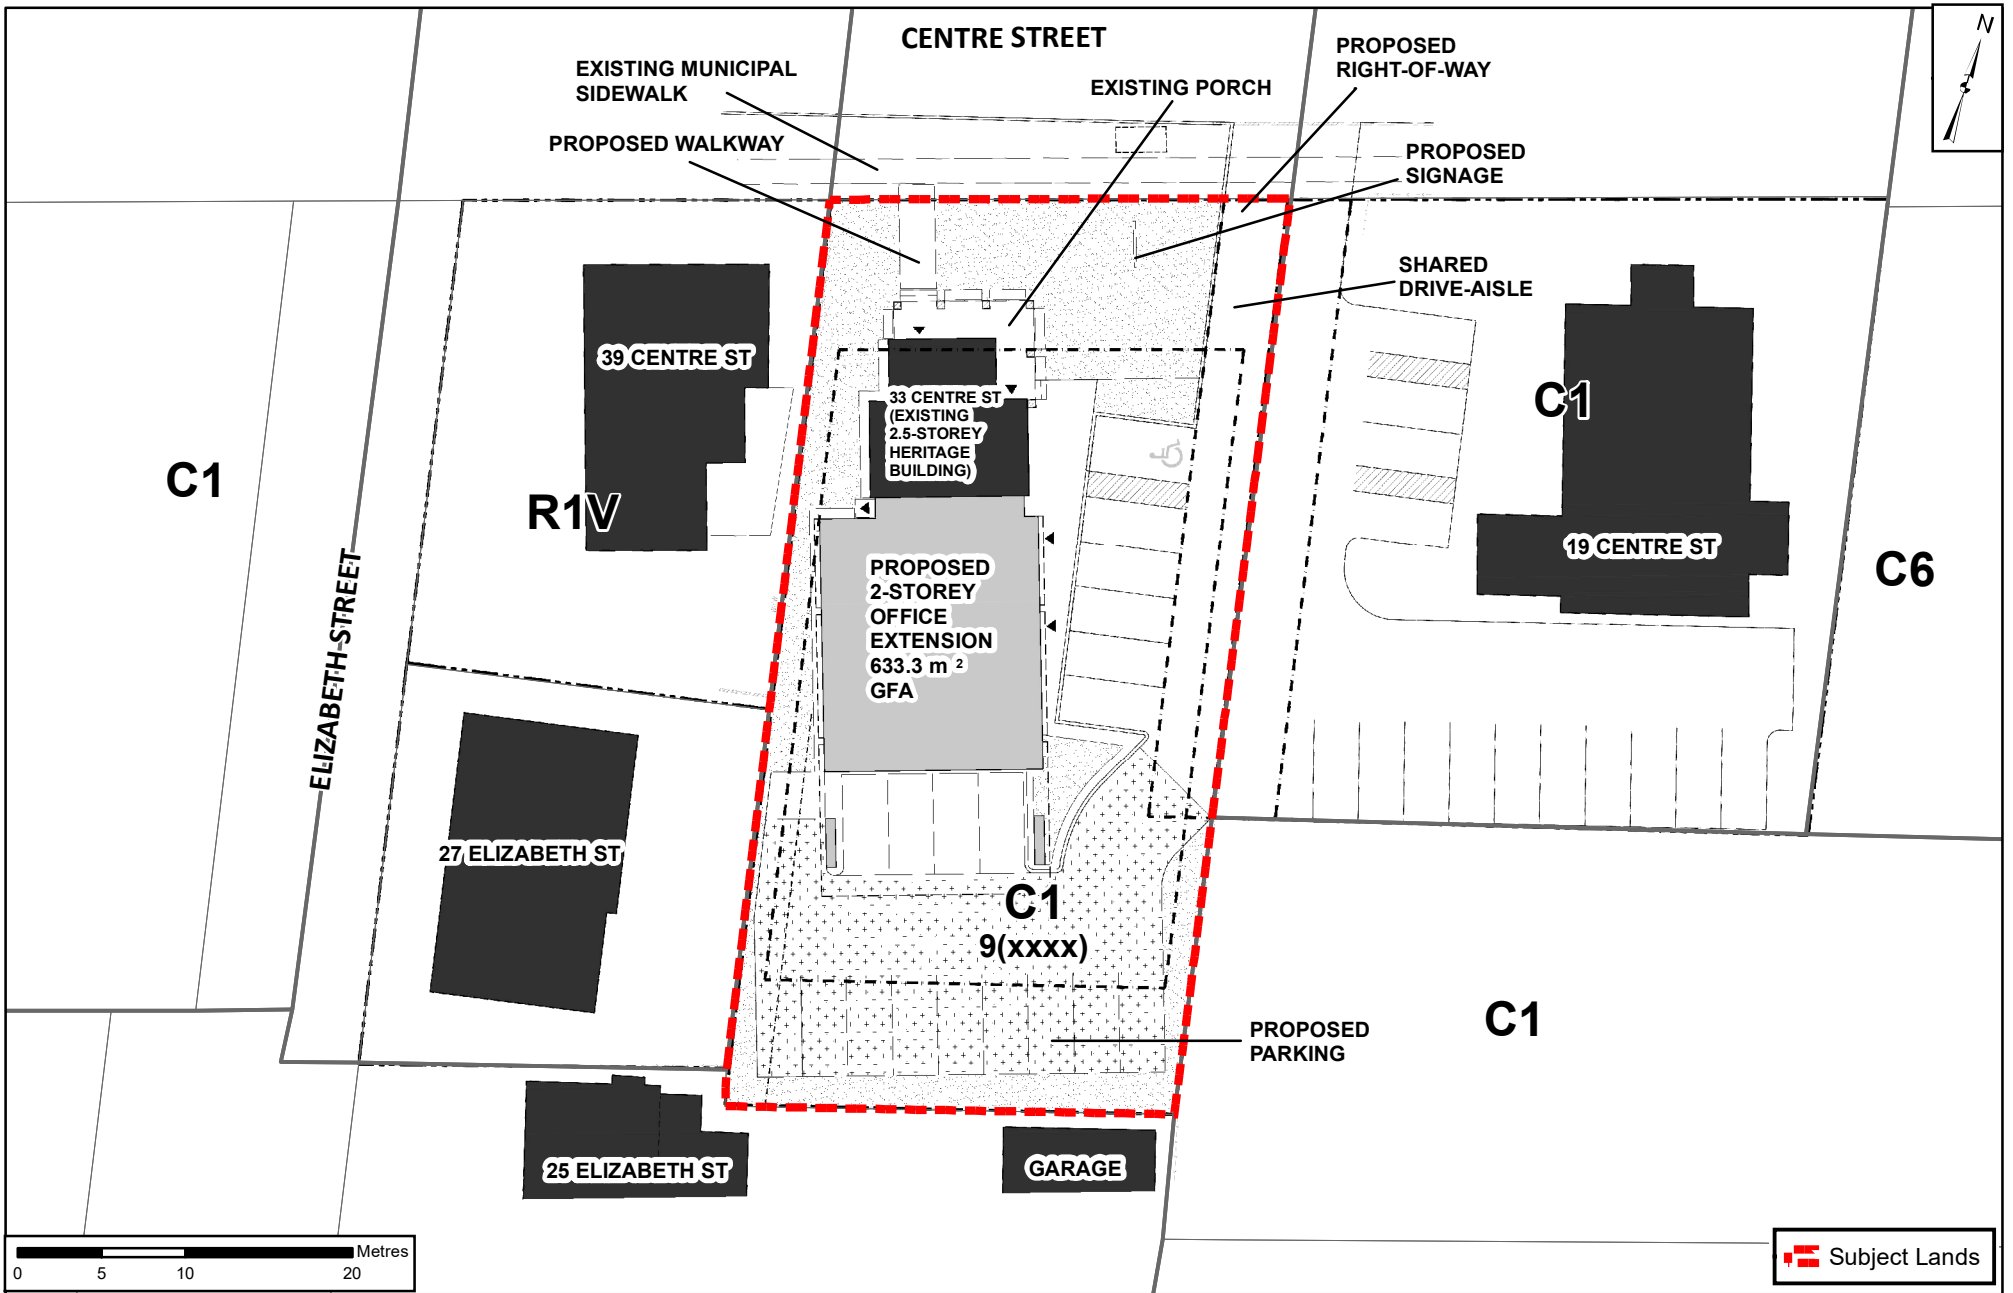 CENTRE STREET
N
EXISTING MUNICIPAL
SIDEWALK
PROPOSED WALKWAY
EXISTING PORCH
PROPOSED
RIGHT-OF-WAY
PROPOSED
SIGNAGE
SHARED
DRIVE-AISLE
39 CENTRE ST
33 CENTRE ST
(EXISTING
2.5-STOREY
HERITAGE
BUILDING)
C1
C1
R1V
19 CENTRE ST
C6
PROPOSED
2-STOREY
OFFICE
EXTENSION
633.3 m 2
GFA
ELIZABETH STREET
27 ELIZABETH ST
C1
9(xxxx)
C1
PROPOSED
PARKING
25 ELIZABETH ST
GARAGE
Metres
0 5 10 20
Subject Lands